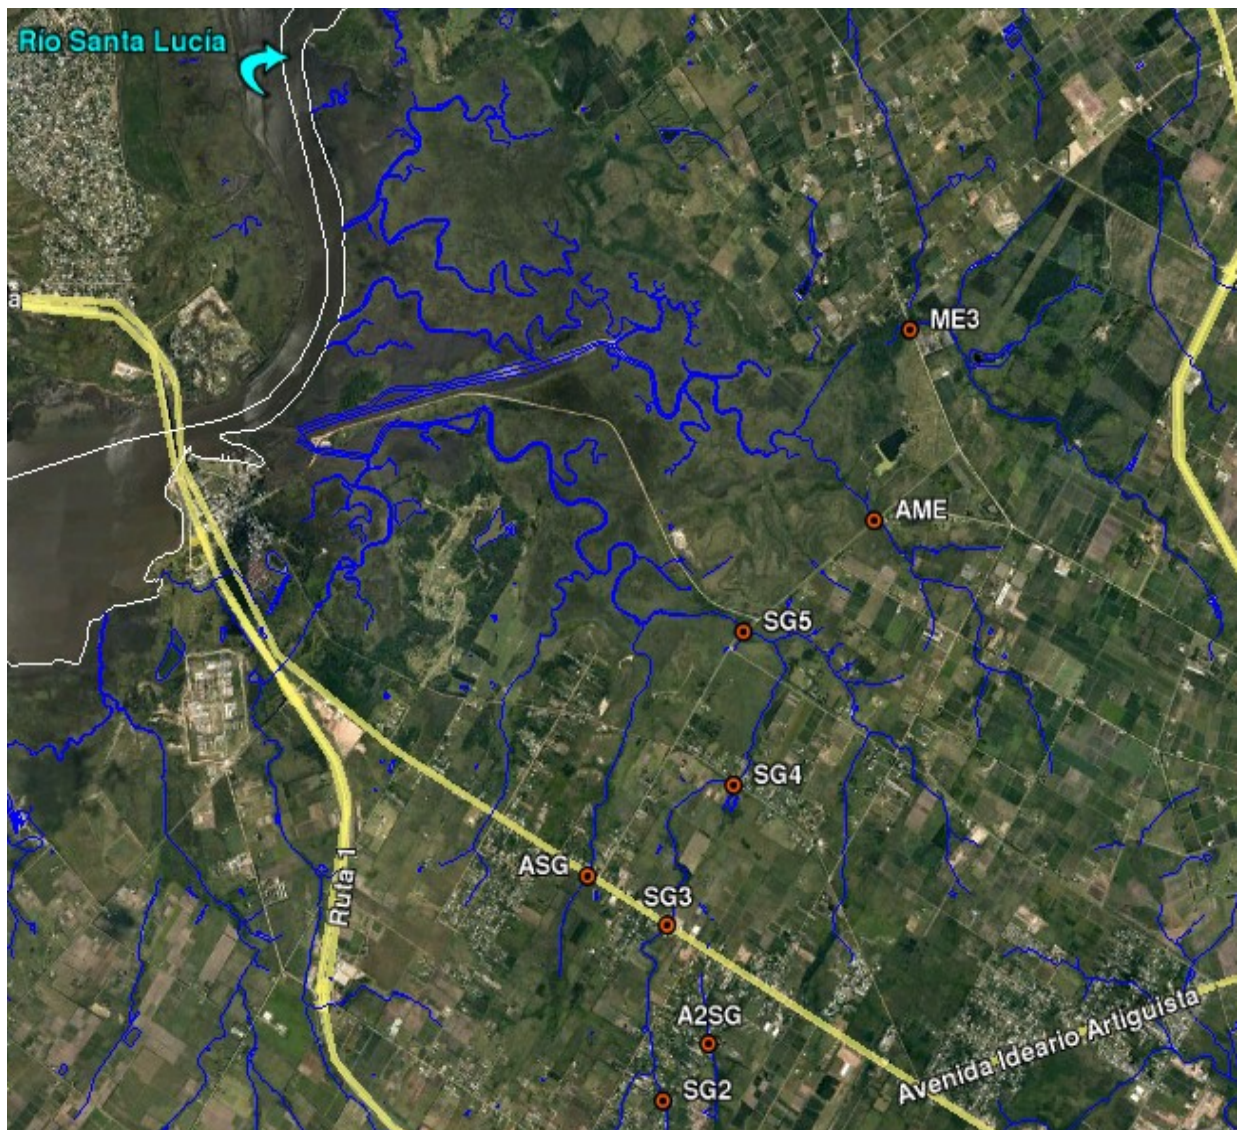 Río Santa Lucía
a
ME3
AME
SG5
SG4
ASG
SG3
Ruta 1
A2SG
SG2
Avenida Ideario Artiguista